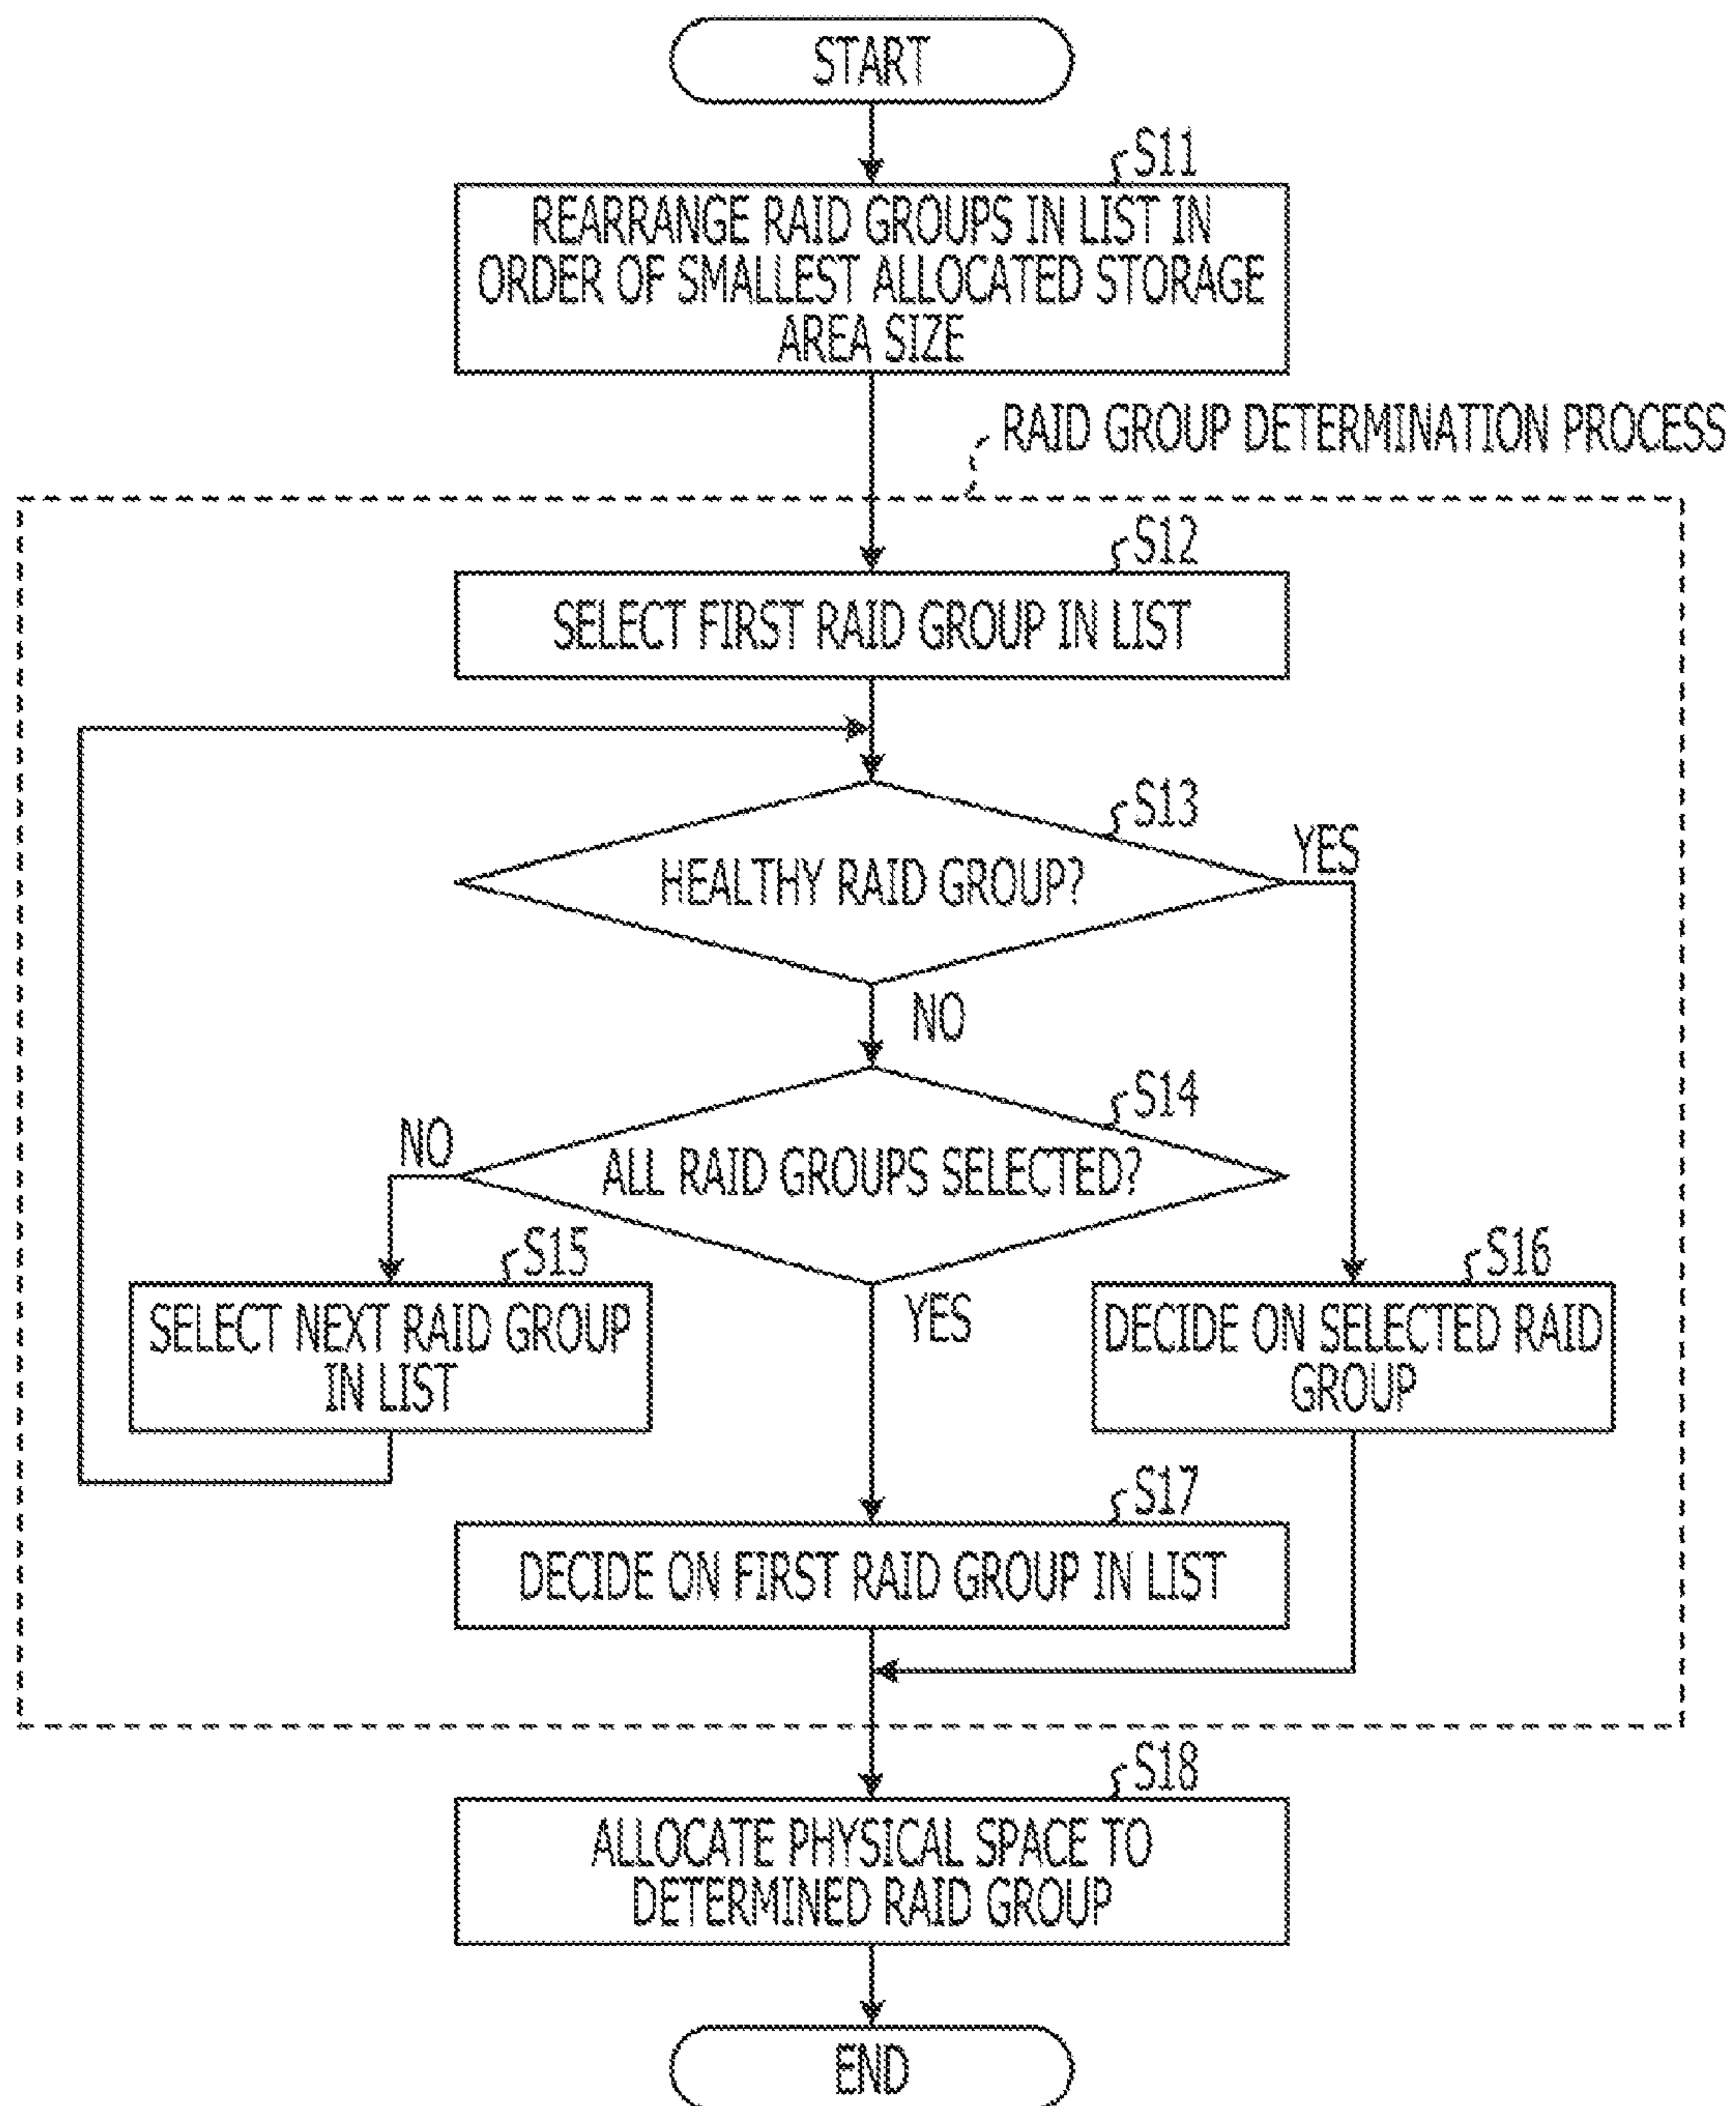 START
S11
REARRANGE RAID GROUPS IN LIST IN
ORDER OF SMALLEST ALLOCATED STORAGE
AREA SIZE
RAID GROUP DETERMINATION PROCESS
S12
SELECT FIRST RAID GROUP IN LIST
S13
HEALTHY RAID GROUP?
YES
NO
S14
ALL RAID GROUPS SELECTED?
NO
YES
S15
SELECT NEXT RAID GROUP
IN LIST
S16
DECIDE ON SELECTED RAID
GROUP
S17
DECIDE ON FIRST RAID GROUP IN LIST
S18
ALLOCATE PHYSICAL SPACE TO
DETERMINED RAID GROUP
END